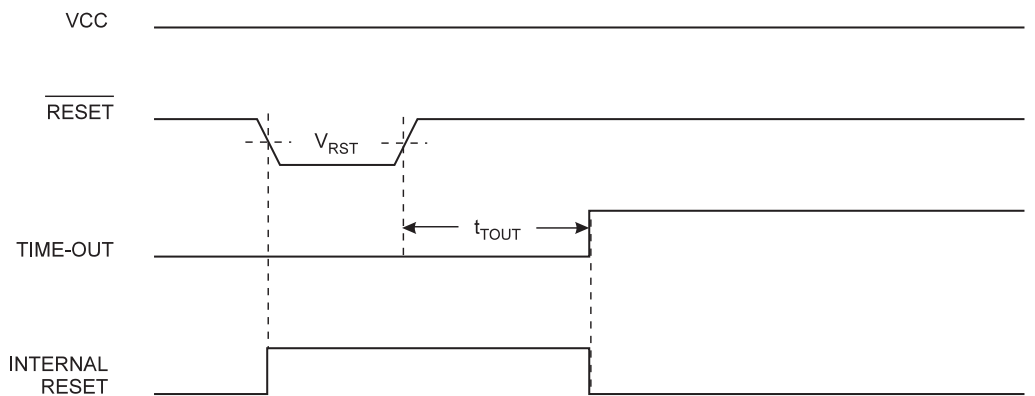 VCC
RESET
VRST
tTOUT
TIME-OUT
INTERNAL
RESET